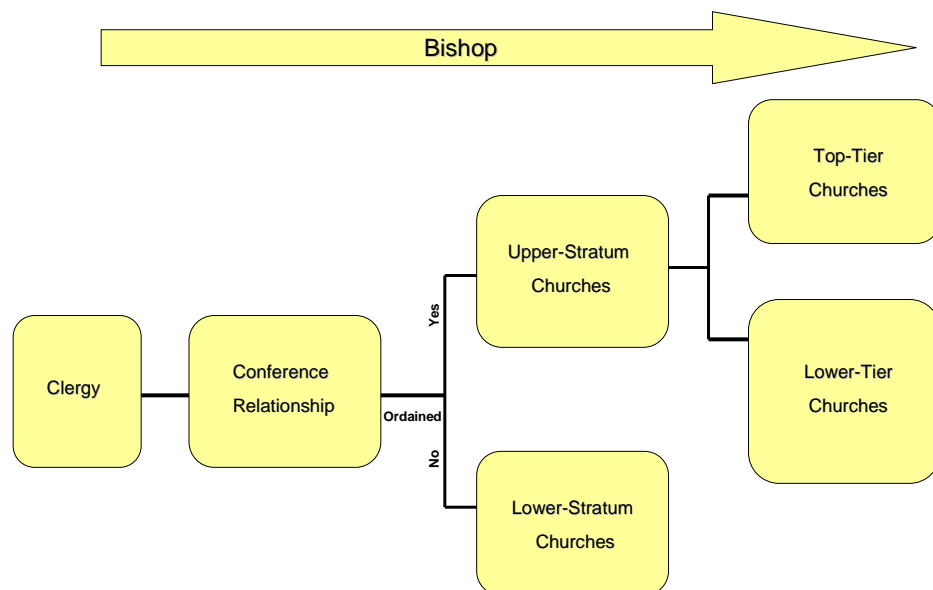 Bishop
Top-Tier
Churches
Upper-Stratum
Churches
Yes
Clergy
Conference
Relationship
Ordained
Lower-Tier
Churches
No
Lower-Stratum
Churches